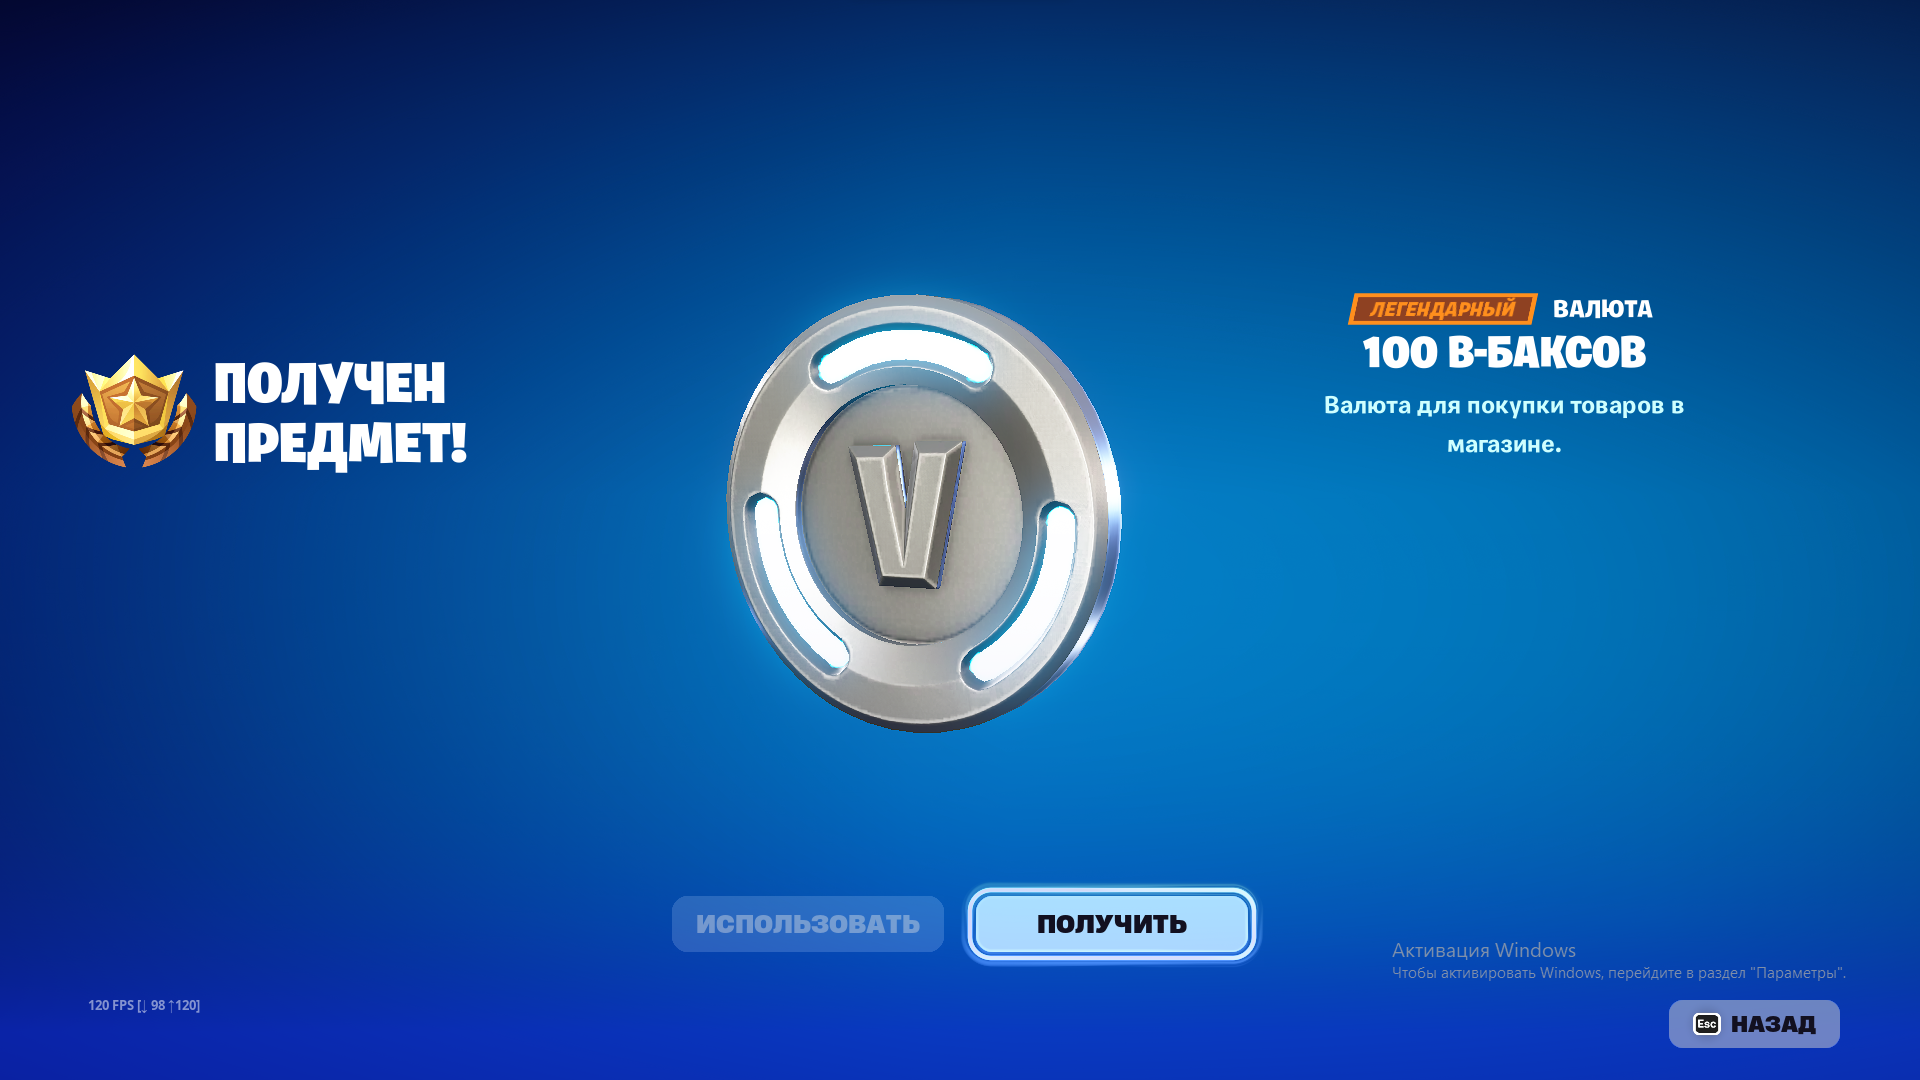 ПОЛУЧЕН
ПРЕДМЕТ!
V
ЛЕГЕНДАРНЫЙ ВАЛЮТА
100 В-БАКСОВ
Валюта для покупки товаров в
магазине.
ИСПОЛЬЗОВАТЬ
ПОЛУЧИТЬ
Активация Windows
Чтобы активировать Windows, перейдите в раздел "Параметры".
120 FPS [↓ 98 ↑120]
Esc НАЗАД